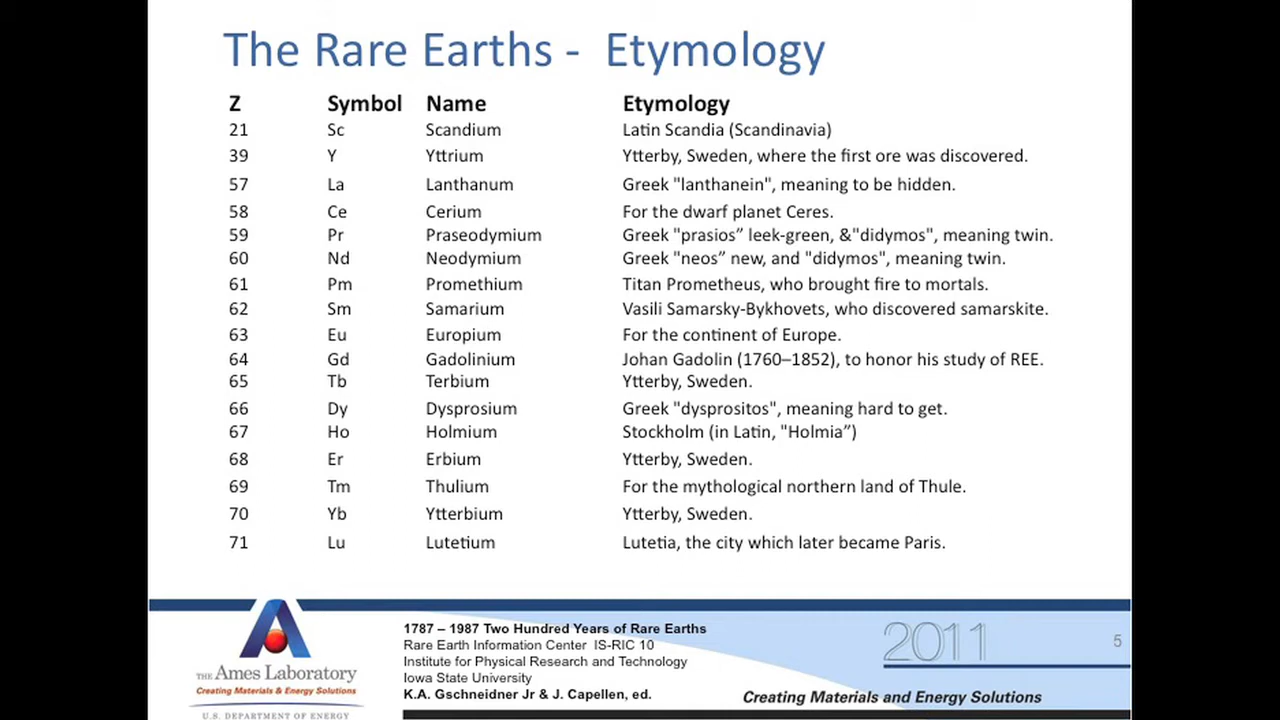 The Rare Earths - Etymology
Z Symbol Name Etymology
21 Sc Scandium Latin Scandia (Scandinavia)
39 Y Yttrium Ytterby, Sweden, where the first ore was discovered.
57 La Lanthanum Greek "lanthanein", meaning to be hidden.
58 Ce Cerium For the dwarf planet Ceres.
59 Pr Praseodymium Greek "prasios” leek-green, &"didymos", meaning twin.
60 Nd Neodymium Greek "neos” new, and "didymos", meaning twin.
61 Pm Promethium Titan Prometheus, who brought fire to mortals.
62 Sm Samarium Vasili Samarsky-Bykhovets, who discovered samarskite.
63 Eu Europium For the continent of Europe.
64 Gd Gadolinium Johan Gadolin (1760–1852), to honor his study of REE.
65 Tb Terbium Ytterby, Sweden.
66 Dy Dysprosium Greek "dysprositos", meaning hard to get.
67 Ho Holmium Stockholm (in Latin, "Holmia”)
68 Er Erbium Ytterby, Sweden.
69 Tm Thulium For the mythological northern land of Thule.
70 Yb Ytterbium Ytterby, Sweden.
71 Lu Lutetium Lutetia, the city which later became Paris.
THE Ames Laboratory
Creating Materials & Energy Solutions
U.S. DEPARTMENT OF ENERGY
1787 – 1987 Two Hundred Years of Rare Earths
Rare Earth Information Center IS-RIC 10
Institute for Physical Research and Technology
Iowa State University
K.A. Gschneidner Jr & J. Capellen, ed.
2011
5
Creating Materials and Energy Solutions